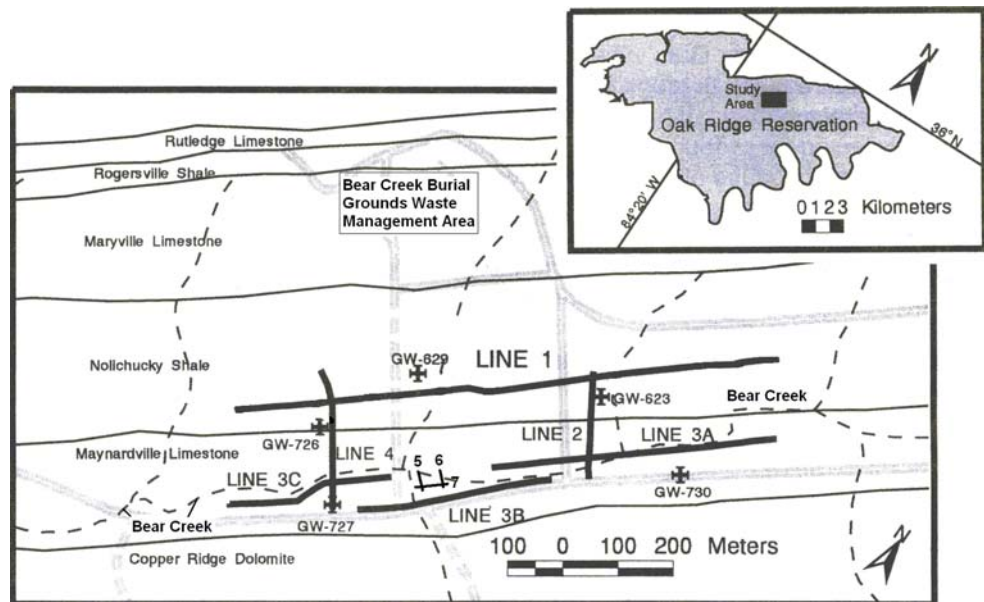 N
Study
Area
Oak Ridge Reservation
36°N
84°20' W
0 1 2 3 Kilometers
Rutledge Limestone
Rogersville Shale
Bear Creek Burial
Grounds Waste
Management Area
Maryville Limestone
Nolichucky Shale
GW-629
LINE 1
GW-623
Bear Creek
GW-726
Maynardville Limestone
LINE 4
LINE 2
LINE 3A
5 6
7
LINE 3C
GW-730
Bear Creek
GW-727
LINE 3B
N
Copper Ridge Dolomite
100 0 100 200 Meters